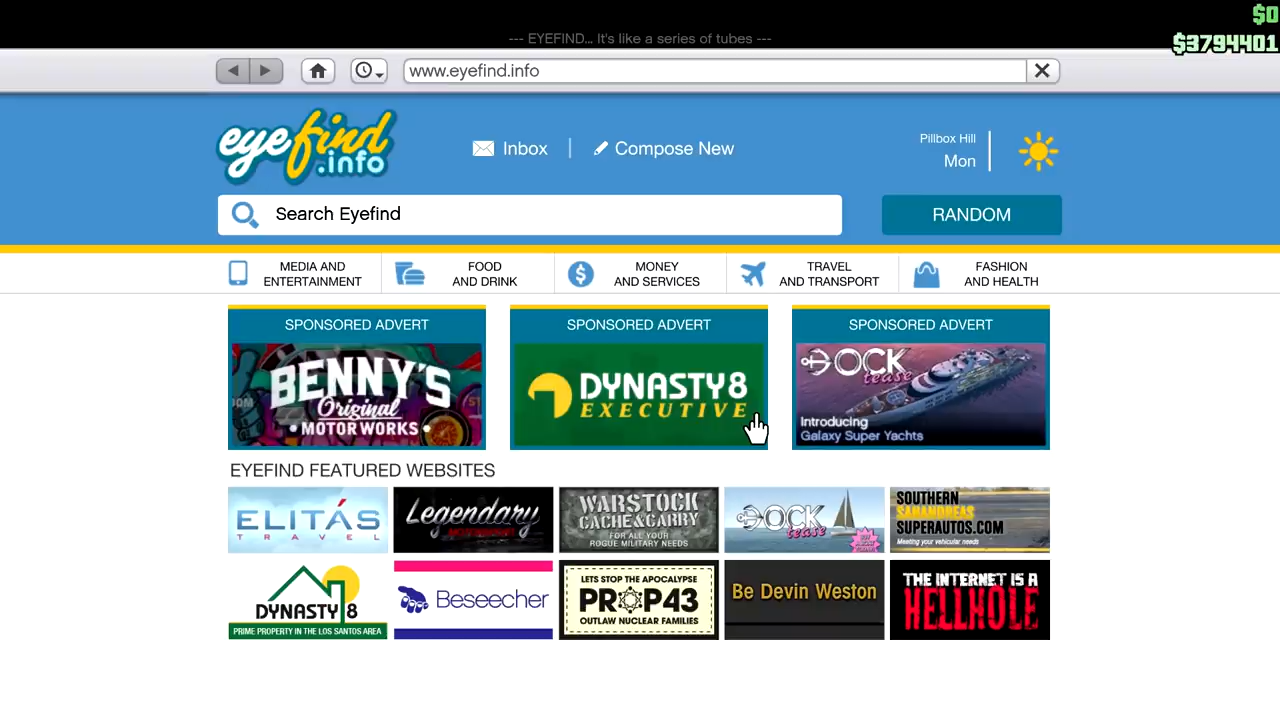 $0
--- EYEFIND... It's like a series of tubes ---
$3794401
www.eyefind.info
eyefind
.info
Inbox
Compose New
Pillbox Hill
Mon
Search Eyefind
RANDOM
MEDIA AND
ENTERTAINMENT
FOOD
AND DRINK
MONEY
AND SERVICES
TRAVEL
AND TRANSPORT
FASHION
AND HEALTH
SPONSORED ADVERT
BENNY'S
Original
MOTOR WORKS
SPONSORED ADVERT
DYNASTY 8
EXECUTIVE
SPONSORED ADVERT
DOCK
tease
Introducing
Galaxy Super Yachts
EYEFIND FEATURED WEBSITES
ELITÁS
TRAVEL
Legendary
WARSTOCK
CACHE & CARRY
FOR ALL YOUR
ROGUE MILITARY NEEDS
DOCK
tease
SOUTHERN
SANANDREAS
SUPERAUTOS.COM
Meeting your vehicular needs
DYNASTY 8
PRIME PROPERTY IN THE LOS SANTOS AREA
BESEECHER
LETS STOP THE APOCALYPSE
PROP43
OUTLAW NUCLEAR FAMILIES
Be Devin Weston
THE INTERNET IS A
HELLHOLE